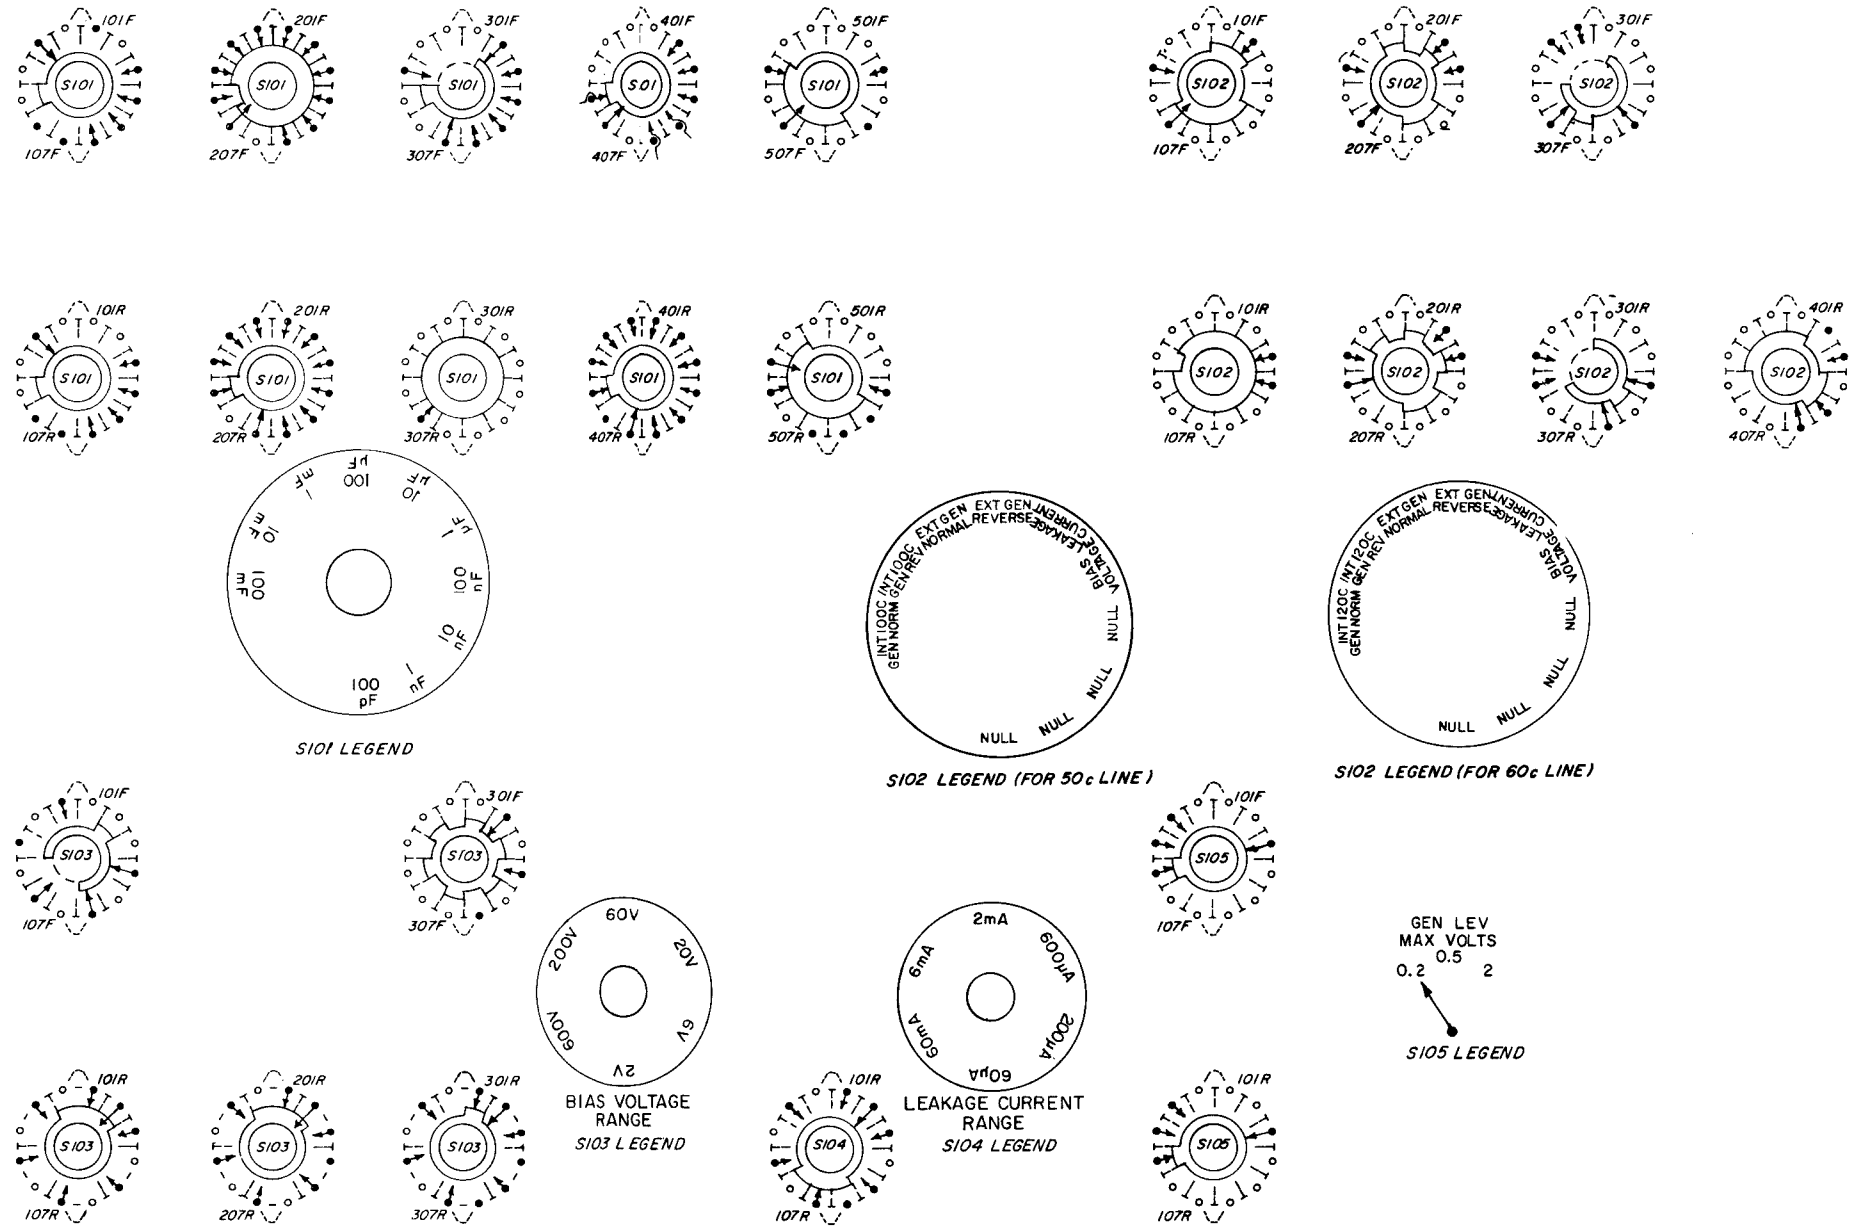 101F
201F
301F
401F
501F
101F
201F
301F
S101
S101
S101
S01
S101
S102
S102
S102
107F
207F
307F
407F
507F
107F
207F
307F
101R
201R
301R
401R
501R
101R
201R
301R
401R
S101
S101
S101
S101
S101
S102
S102
S102
S102
107R
207R
307R
407R
507R
107R
207R
307R
407R
100 mF
10 mF
1 mF
100 µF
10 µF
1 µF
100 nF
10 nF
1 nF
100 pF
S101 LEGEND
INT 100C GEN NORM
INT 100C GEN REV
EXT GEN NORMAL
EXT GEN REVERSE
LEAKAGE CURRENT
BIAS VOLTAGE
NULL
NULL
NULL
NULL
S102 LEGEND (FOR 50c LINE)
INT 120C GEN NORM
INT 120C GEN REV
EXT GEN NORMAL
EXT GEN REVERSE
LEAKAGE CURRENT
BIAS VOLTAGE
NULL
NULL
NULL
NULL
S102 LEGEND (FOR 60c LINE)
101F
301F
101F
S103
S103
S105
107F
307F
107F
600V
200V
60V
20V
6V
2V
BIAS VOLTAGE
RANGE
S103 LEGEND
60mA
6mA
2mA
600µA
200µA
60µA
LEAKAGE CURRENT
RANGE
S104 LEGEND
GEN LEV
MAX VOLTS
0.5
0.2 2
S105 LEGEND
101R
201R
301R
101R
101R
S103
S103
S103
S104
S105
107R
207R
307R
107R
107R